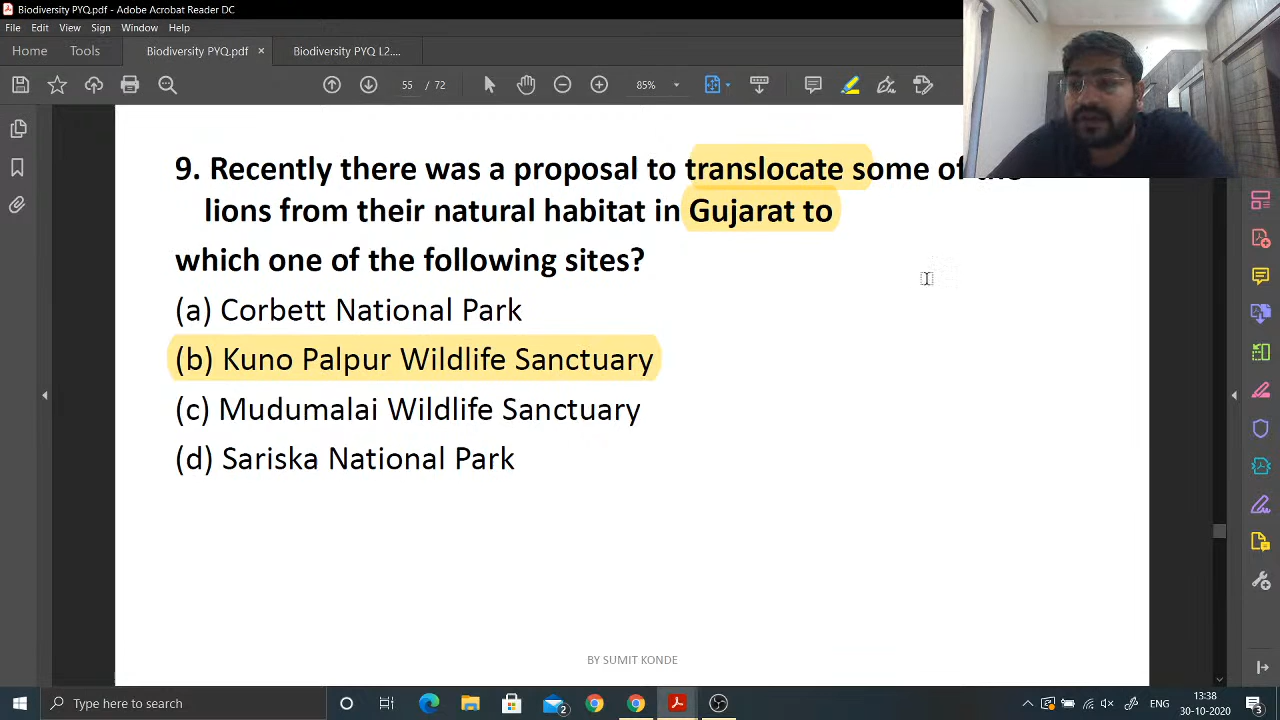 Biodiversity PYQ.pdf - Adobe Acrobat Reader DC
File Edit View Sign Window Help
Home Tools Biodiversity PYQ.pdf × Biodiversity PYQ L2....
55 / 72 85%
9. Recently there was a proposal to translocate some of
lions from their natural habitat in Gujarat to
which one of the following sites?
(a) Corbett National Park
(b) Kuno Palpur Wildlife Sanctuary
(c) Mudumalai Wildlife Sanctuary
(d) Sariska National Park
BY SUMIT KONDE
Type here to search
2
ENG
13:38
30-10-2020
3